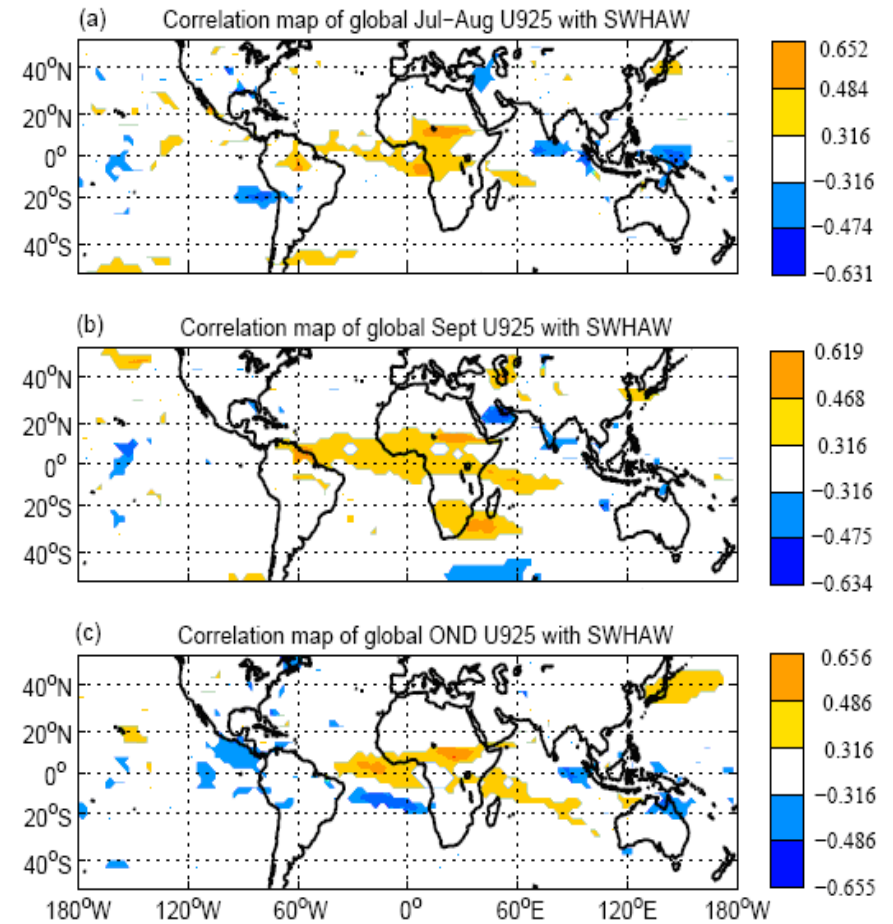 (a) Correlation map of global Jul-Aug U925 with SWHAW
40°N
20°N
0°
20°S
40°S
0.652
0.484
0.316
−0.316
−0.474
−0.631
(b) Correlation map of global Sept U925 with SWHAW
40°N
20°N
0°
20°S
40°S
0.619
0.468
0.316
−0.316
−0.475
−0.634
(c) Correlation map of global OND U925 with SWHAW
40°N
20°N
0°
20°S
40°S
0.656
0.486
0.316
−0.316
−0.486
−0.655
180°W 120°W 60°W 0° 60°E 120°E 180°W